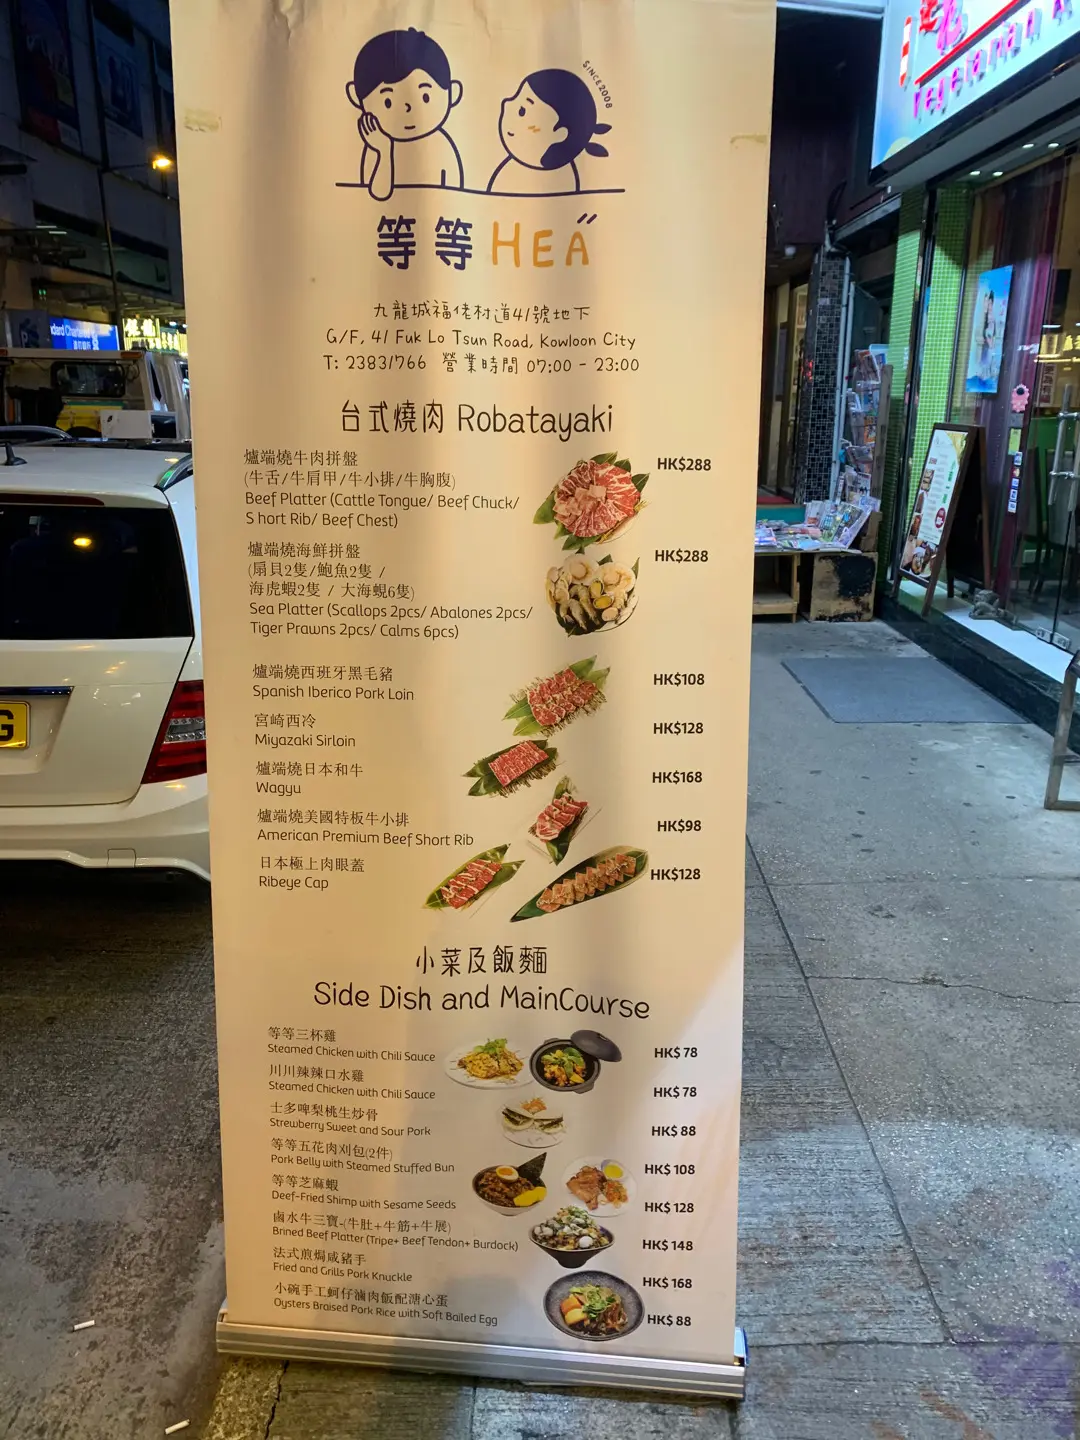 SINCE2008
等等 HEA
九龍城福佬村道41號地下
G/F, 41 Fuk Lo Tsun Road, Kowloon City
T: 23831766 營業時間 07:00 - 23:00
台式燒肉 Robatayaki
爐端燒牛肉拼盤
(牛舌/牛肩甲/牛小排/牛胸腹)
Beef Platter (Cattle Tongue/ Beef Chuck/
S hort Rib/ Beef Chest)
HK$288
爐端燒海鮮拼盤
(扇貝2隻/鮑魚2隻 /
海虎蝦2隻 / 大海蜆6隻)
Sea Platter (Scallops 2pcs/ Abalones 2pcs/
Tiger Prawns 2pcs/ Calms 6pcs)
HK$288
爐端燒西班牙黑毛豬
Spanish Iberico Pork Loin
HK$108
宮崎西冷
Miyazaki Sirloin
HK$128
爐端燒日本和牛
Wagyu
HK$168
爐端燒美國特板牛小排
American Premium Beef Short Rib
HK$98
日本極上肉眼蓋
Ribeye Cap
HK$128
小菜及飯麵
Side Dish and MainCourse
等等三杯雞
Steamed Chicken with Chili Sauce
HK$ 78
川川辣辣口水雞
Steamed Chicken with Chili Sauce
HK$ 78
士多啤梨桃生炒骨
Strewberry Sweet and Sour Pork
HK$ 88
等等五花肉刈包(2件)
Pork Belly with Steamed Stuffed Bun
HK$ 108
等等芝麻蝦
Deef-Fried Shimp with Sesame Seeds
HK$ 128
鹵水牛三寶-(牛肚+牛筋+牛展)
Brined Beef Platter (Tripe+ Beef Tendon+ Burdock)
HK$ 148
法式煎焗咸豬手
Fried and Grills Pork Knuckle
HK$ 168
小碗手工蚵仔滷肉飯配溏心蛋
Oysters Braised Pork Rice with Soft Bailed Egg
HK$ 88
Vegetarian
dard Chartered
G